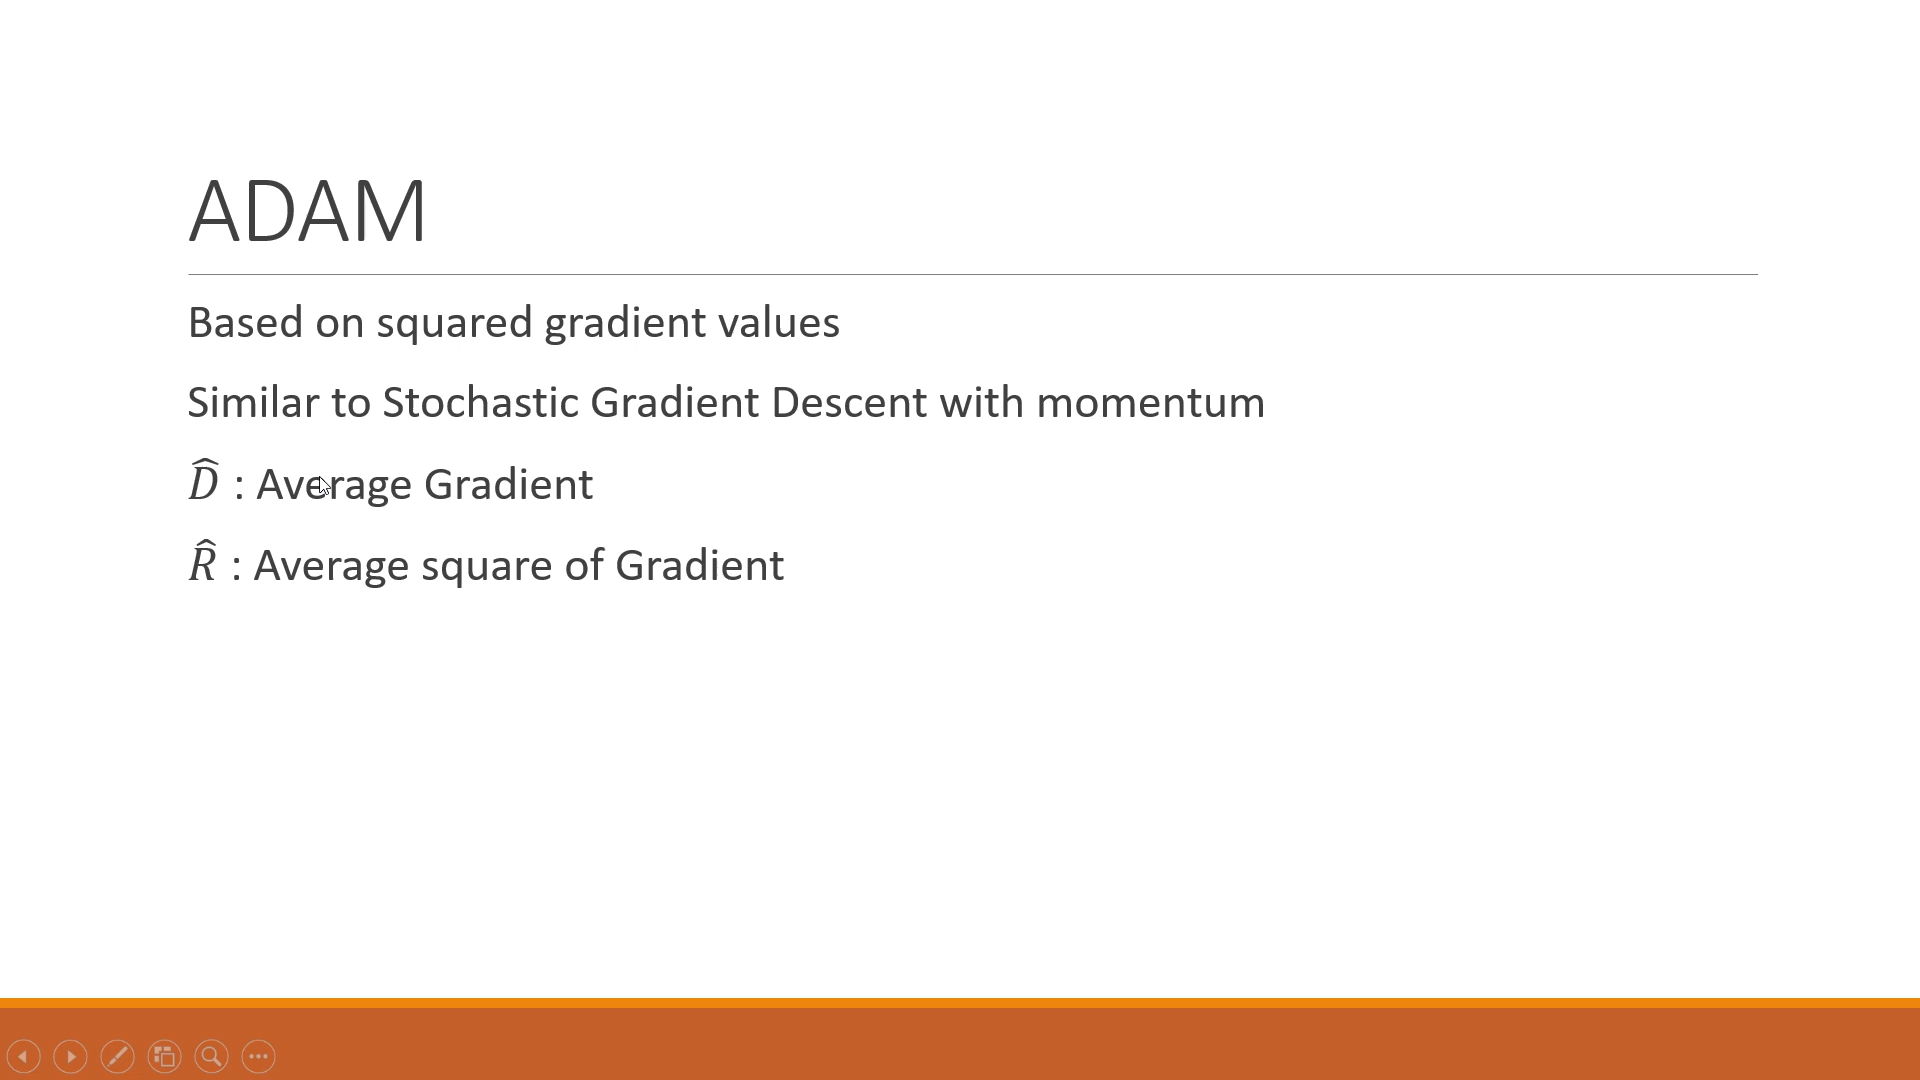 ADAM
Based on squared gradient values
Similar to Stochastic Gradient Descent with momentum
D̂ : Average Gradient
R̂ : Average square of Gradient